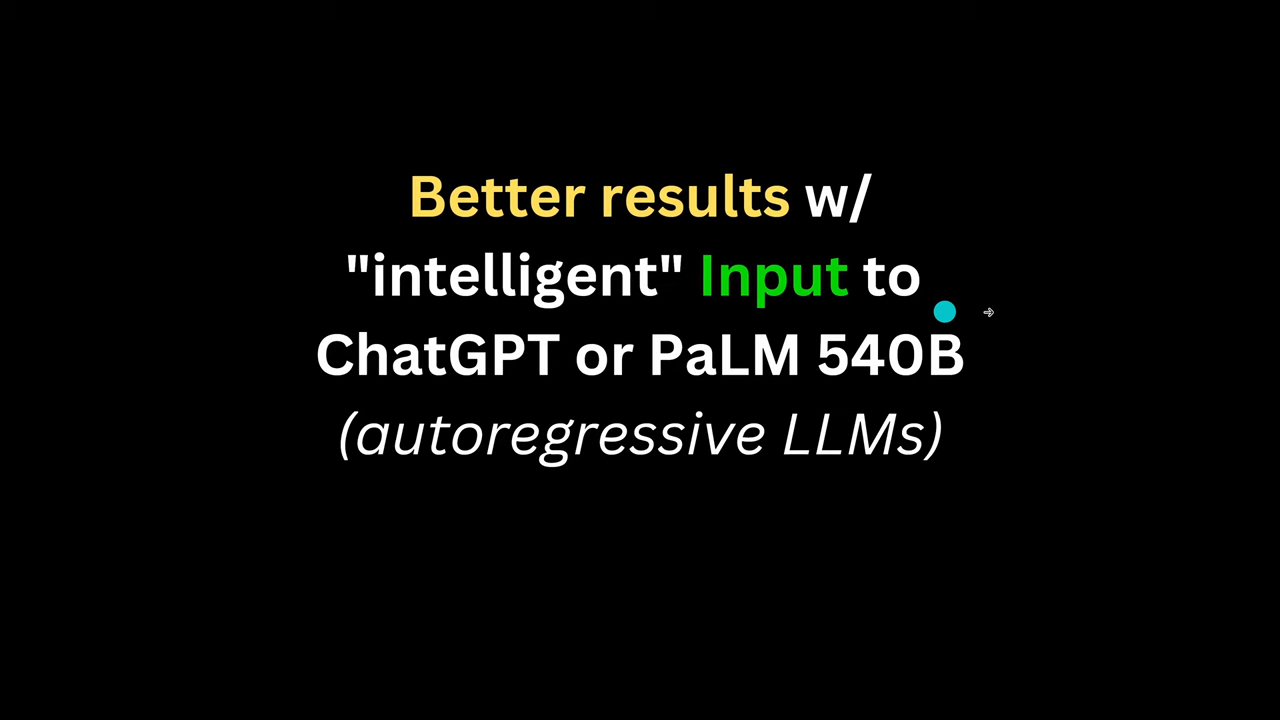 Better results w/
"intelligent" Input to
ChatGPT or PaLM 540B
(autoregressive LLMs)